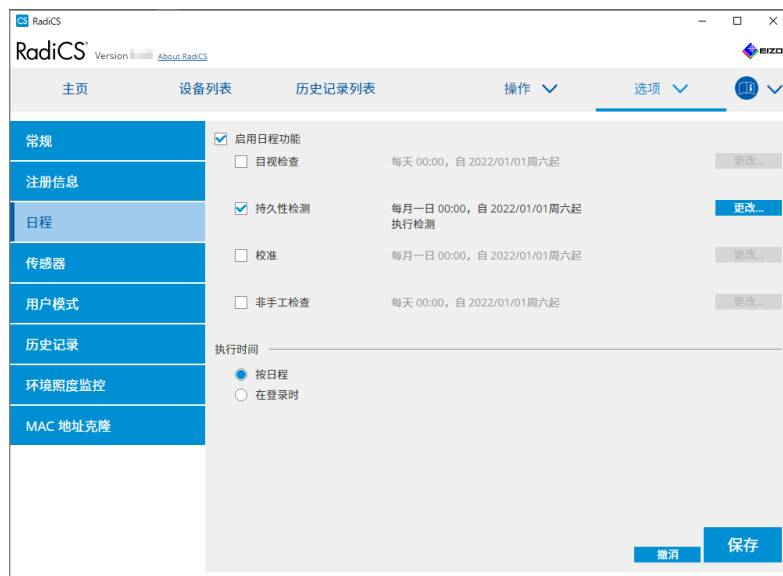 RadiCS
RadiCS Version About RadiCS
EIZO
主页 设备列表 历史记录列表 操作 选项
常规
注册信息
日程
传感器
用户模式
历史记录
环境照度监控
MAC 地址克隆
启用日程功能
目视检查 每天 00:00，自 2022/01/01周六起 更改...
持久性检测 每月一日 00:00，自 2022/01/01周六起 更改...
执行检测
校准 每月一日 00:00，自 2022/01/01周六起 更改...
非手工检查 每天 00:00，自 2022/01/01周六起 更改...
执行时间
按日程
在登录时
撤消 保存